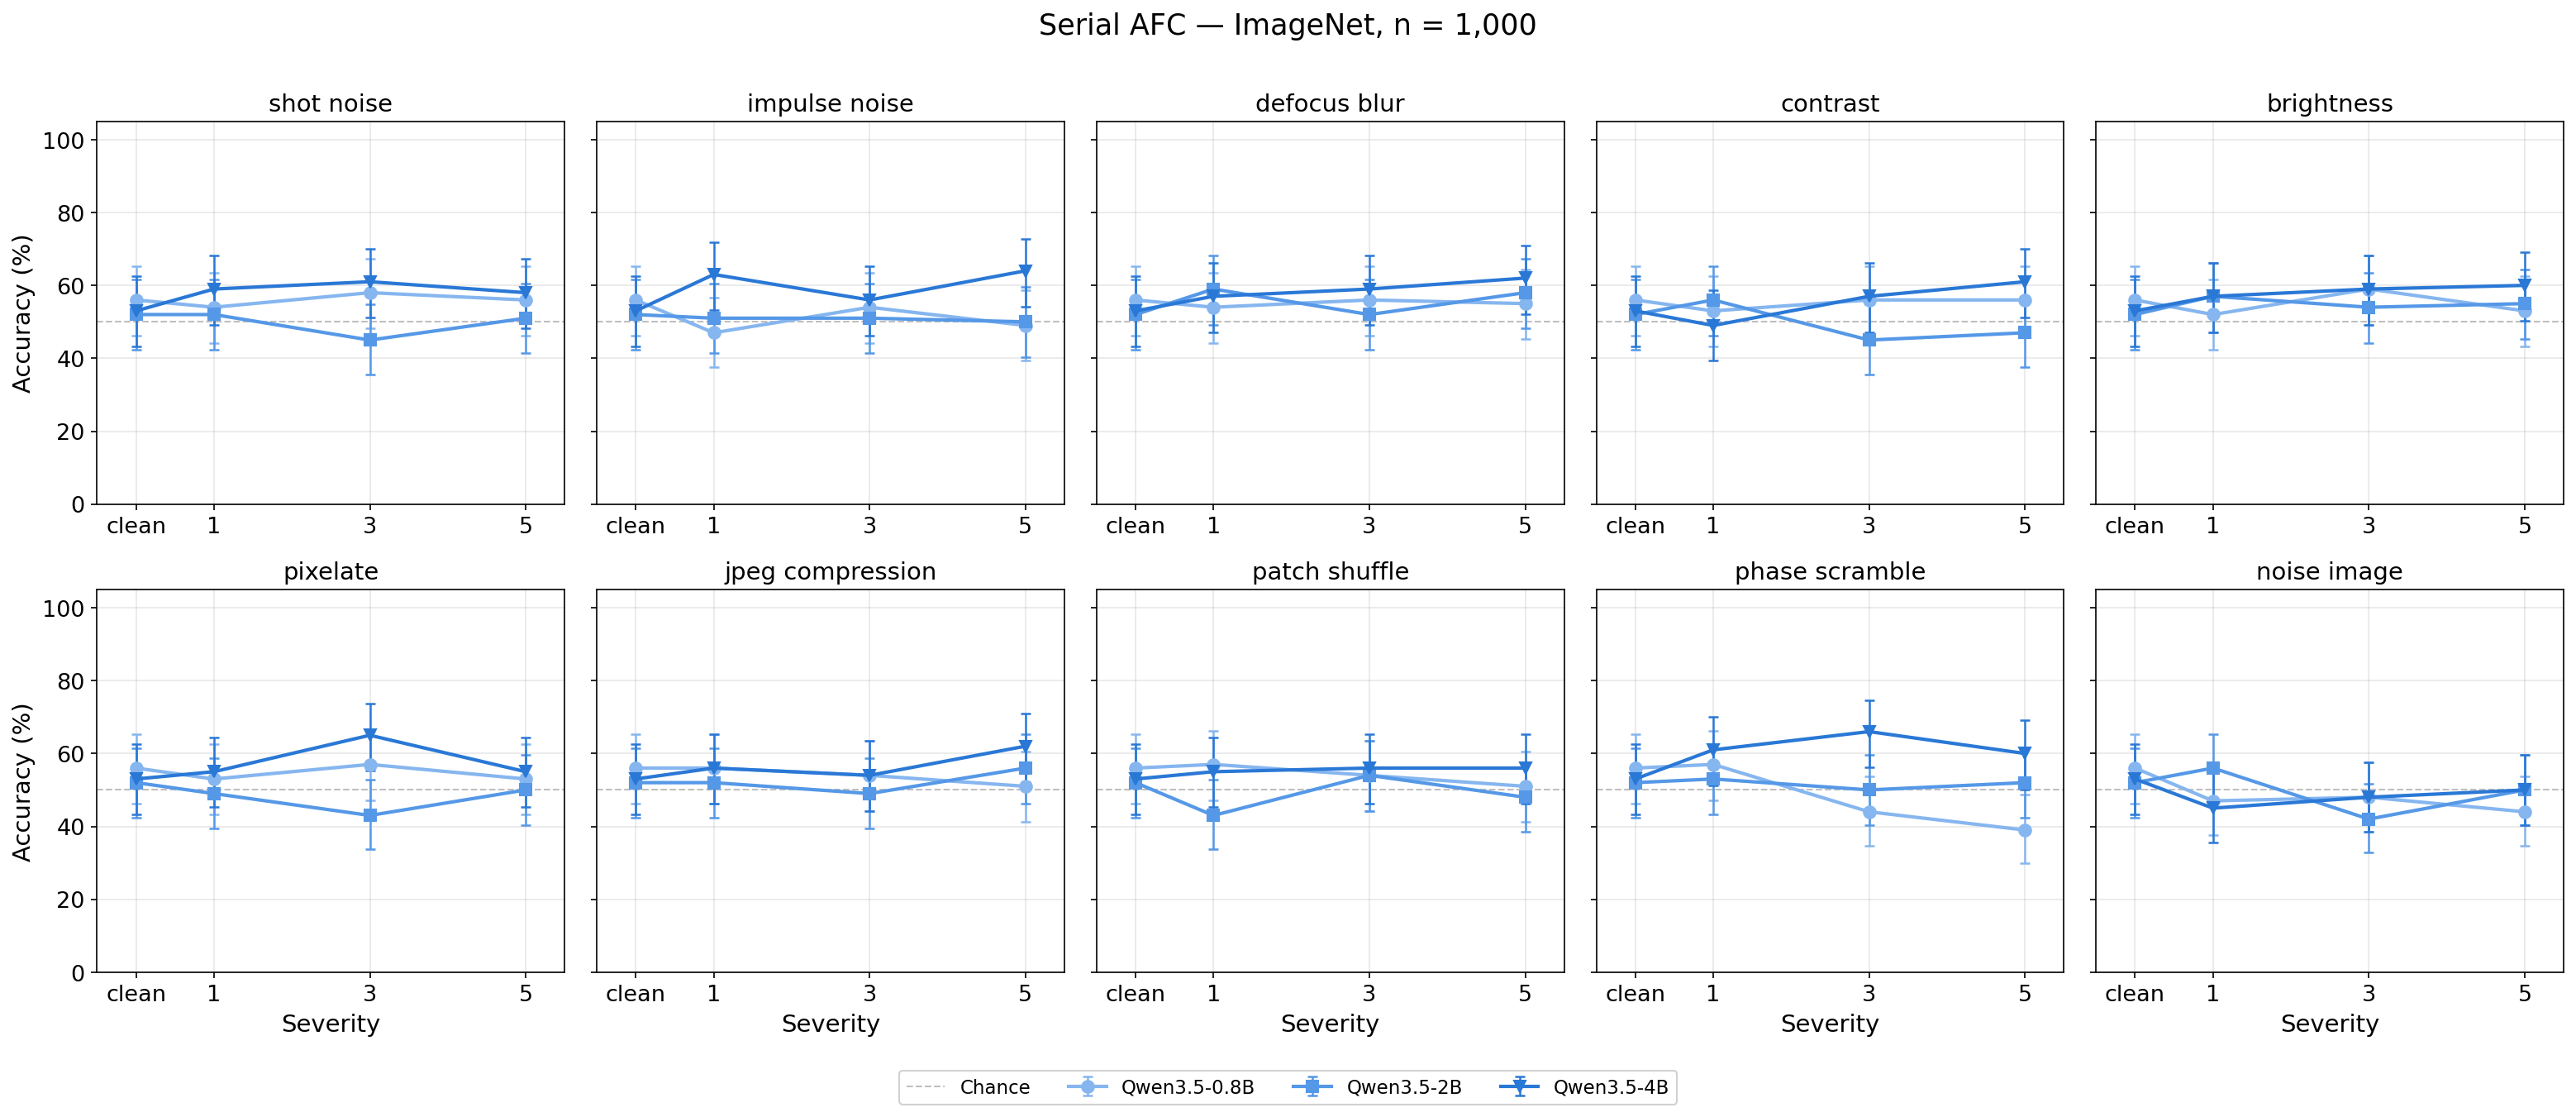 Serial AFC — ImageNet, n = 1,000
shot noise
impulse noise
defocus blur
contrast
brightness
Accuracy (%)
100
80
60
40
20
0
clean 1 3 5
clean 1 3 5
clean 1 3 5
clean 1 3 5
clean 1 3 5
pixelate
jpeg compression
patch shuffle
phase scramble
noise image
Accuracy (%)
100
80
60
40
20
0
clean 1 3 5
clean 1 3 5
clean 1 3 5
clean 1 3 5
clean 1 3 5
Severity
Severity
Severity
Severity
Severity
Chance
Qwen3.5-0.8B
Qwen3.5-2B
Qwen3.5-4B